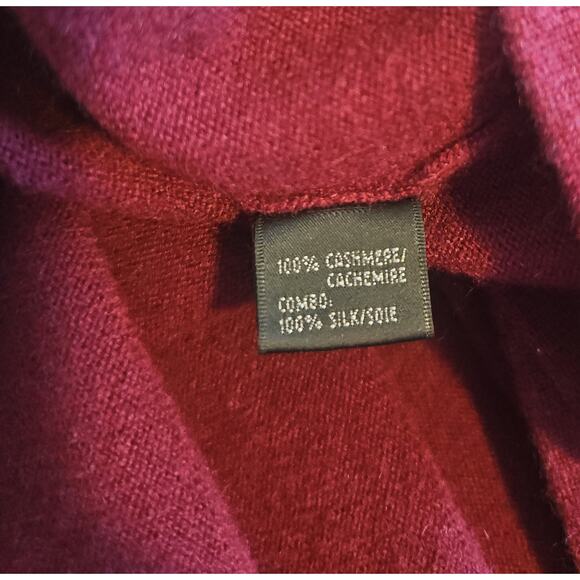 100% CASHMERE/
CACHEMIRE
COMBO:
100% SILK/SOIE